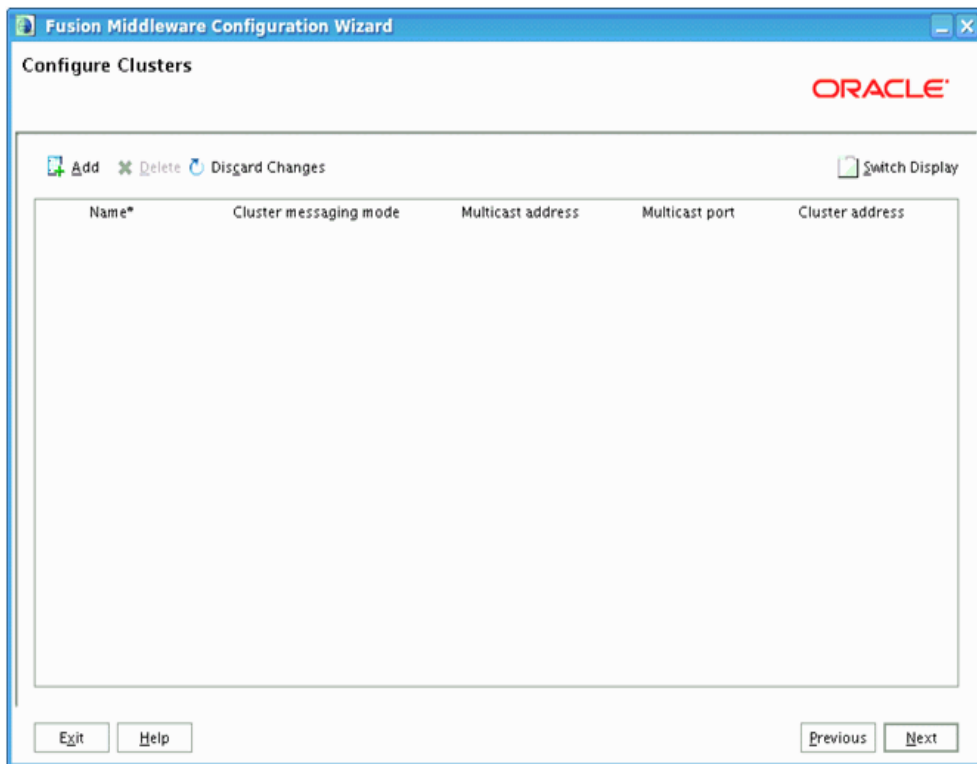 Fusion Middleware Configuration Wizard
Configure Clusters
ORACLE
Add Delete Discard Changes Switch Display
Name* Cluster messaging mode Multicast address Multicast port Cluster address
Exit Help Previous Next